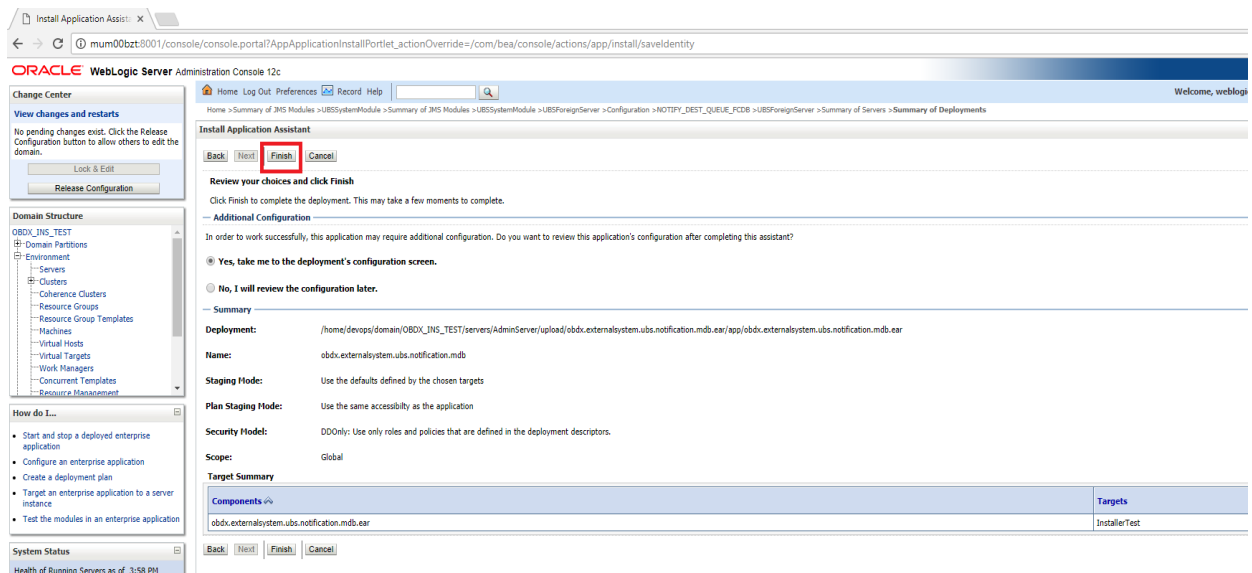 Install Application Assista
mum00bzt:8001/console/console.portal?AppApplicationInstallPortlet_actionOverride=/com/bea/console/actions/app/install/saveIdentity
ORACLE WebLogic Server Administration Console 12c
Change Center
View changes and restarts
No pending changes exist. Click the Release
Configuration button to allow others to edit the
domain.
Lock & Edit
Release Configuration
Domain Structure
OBDX_INS_TEST
Domain Partitions
Environment
Servers
Clusters
Coherence Clusters
Resource Groups
Resource Group Templates
Machines
Virtual Hosts
Virtual Targets
Work Managers
Concurrent Templates
Resource Management
How do I...
Start and stop a deployed enterprise
application
Configure an enterprise application
Create a deployment plan
Target an enterprise application to a server
instance
Test the modules in an enterprise application
System Status
Health of Running Servers as of 3:58 PM
Home Log Out Preferences Record Help
Welcome, weblogic
Home >Summary of JMS Modules >UBSSystemModule >Summary of JMS Modules >UBSSystemModule >UBSForeignServer >Configuration >NOTIFY_DEST_QUEUE_FCDB >UBSForeignServer >Summary of Servers >Summary of Deployments
Install Application Assistant
Back Next Finish Cancel
Review your choices and click Finish
Click Finish to complete the deployment. This may take a few moments to complete.
Additional Configuration
In order to work successfully, this application may require additional configuration. Do you want to review this application's configuration after completing this assistant?
Yes, take me to the deployment's configuration screen.
No, I will review the configuration later.
Summary
Deployment: /home/devops/domain/OBDX_INS_TEST/servers/AdminServer/upload/obdx.externalsystem.ubs.notification.mdb.ear/app/obdx.externalsystem.ubs.notification.mdb.ear
Name: obdx.externalsystem.ubs.notification.mdb
Staging Mode: Use the defaults defined by the chosen targets
Plan Staging Mode: Use the same accessibilty as the application
Security Model: DDOnly: Use only roles and policies that are defined in the deployment descriptors.
Scope: Global
Target Summary
Components Targets
obdx.externalsystem.ubs.notification.mdb.ear InstallerTest
Back Next Finish Cancel